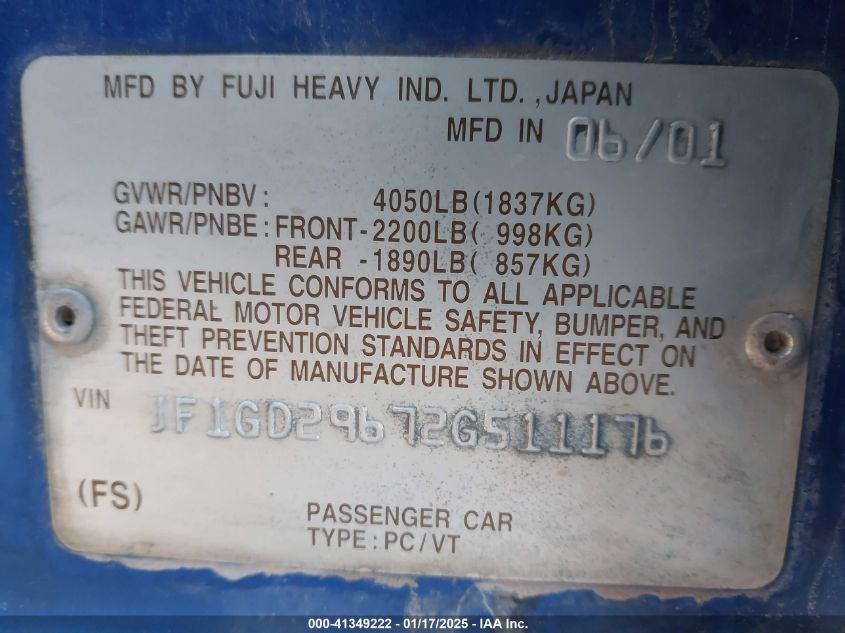 MFD BY FUJI HEAVY IND. LTD.,JAPAN
MFD IN 06/01
GVWR/PNBV: 4050LB(1837KG)
GAWR/PNBE: FRONT-2200LB( 998KG)
REAR -1890LB( 857KG)
THIS VEHICLE CONFORMS TO ALL APPLICABLE
FEDERAL MOTOR VEHICLE SAFETY, BUMPER, AND
THEFT PREVENTION STANDARDS IN EFFECT ON
THE DATE OF MANUFACTURE SHOWN ABOVE.
VIN JF1GD29672G511176
(FS)
PASSENGER CAR
TYPE:PC/VT
000-41349222 - 01/17/2025 - IAA Inc.